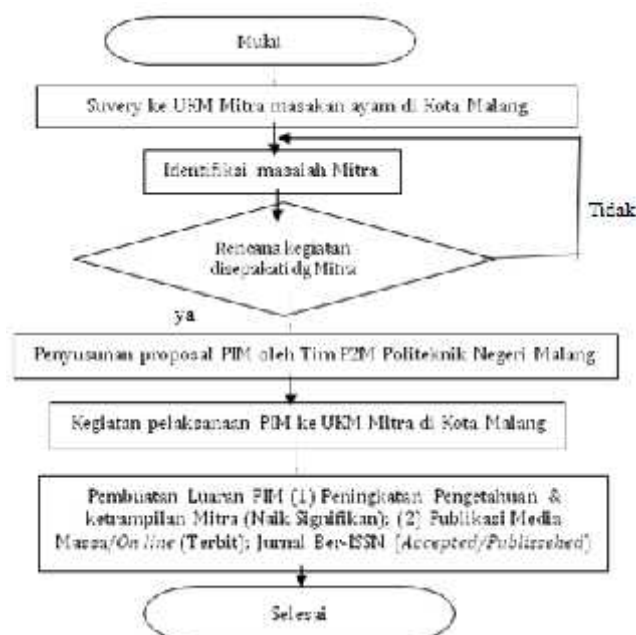 Mulai
Suvery ke UKM Mitra masakan ayam di Kota Malang
Identifiksi masalah Mitra
Tidak
Rencana kegiatan
disepakati dg Mitra
ya
Penyusunan proposal PIM oleh Tim P2M Politeknik Negeri Malang
Kegiatan pelaksanaan PIM ke UKM Mitra di Kota Malang
Pembuatan Luaran PIM (1) Peningkatan Pengetahuan &
ketrampilan Mitra (Naik Signifikan); (2) Publikasi Media
Massa/On line (Terbit); Jurnal Ber-ISSN (Accepted/Publissehed)
Selesai